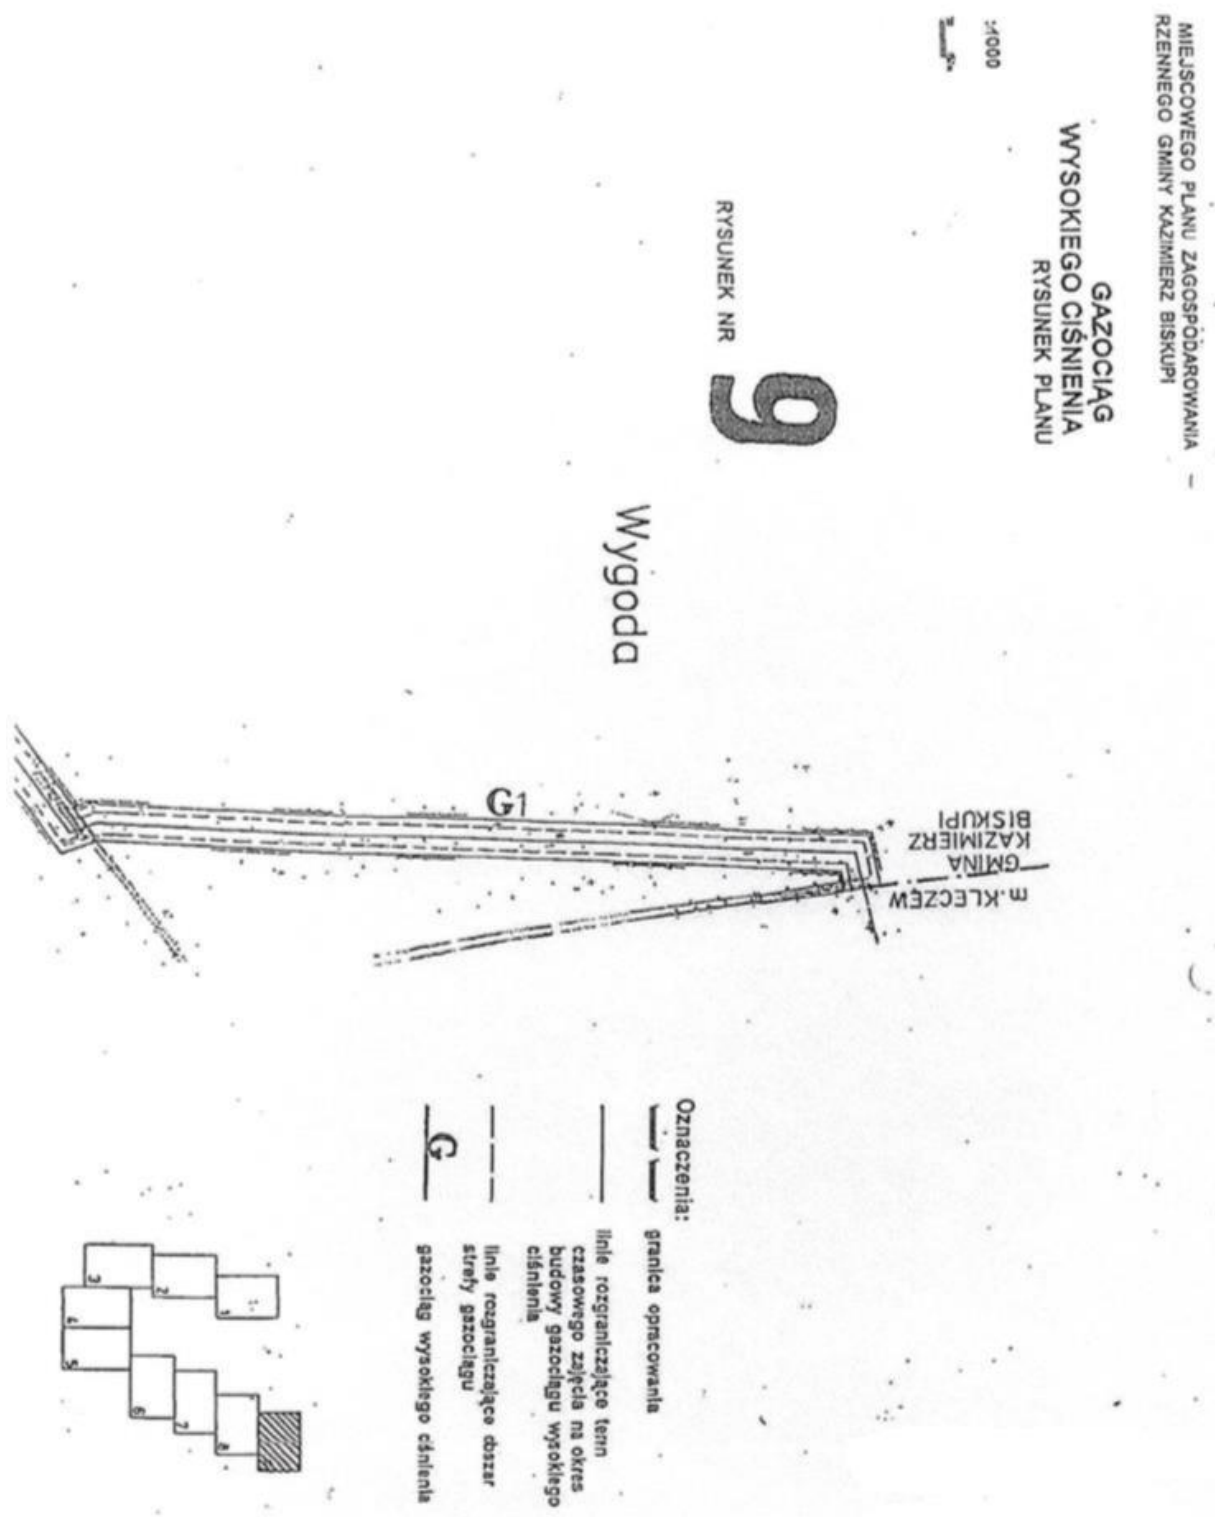 MIEJSCOWEGO PLANU ZAGOSPODAROWANIA
RZENNEGO GMINY KAZIMIERZ BISKUPI
GAZOCIĄG
WYSOKIEGO CIŚNIENIA
RYSUNEK PLANU
:1000
RYSUNEK NR
9
Wygoda
G1
BISKUPI
KAZIMIERZ
GMINA
m.KLECZEW
Oznaczenia:
granica opracowania
linie rozgraniczające teren
czasowego zajęcia na okres
budowy gazociągu wysokiego
ciśnienia
linie rozgraniczające obszar
strefy gazociągu
G
gazociąg wysokiego ciśnienia
1
2
3
4
5
6
7
8